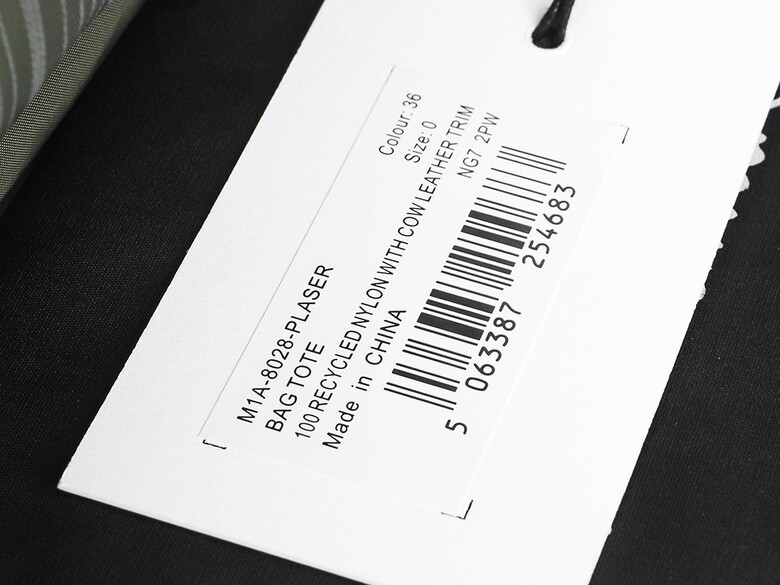 Colour: 36
Size: 0
M1A-8028-PLASER
BAG TOTE
100 RECYCLED NYLON WITH COW LEATHER TRIM
Made in CHINA
NG7 2PW
5 063387 254683